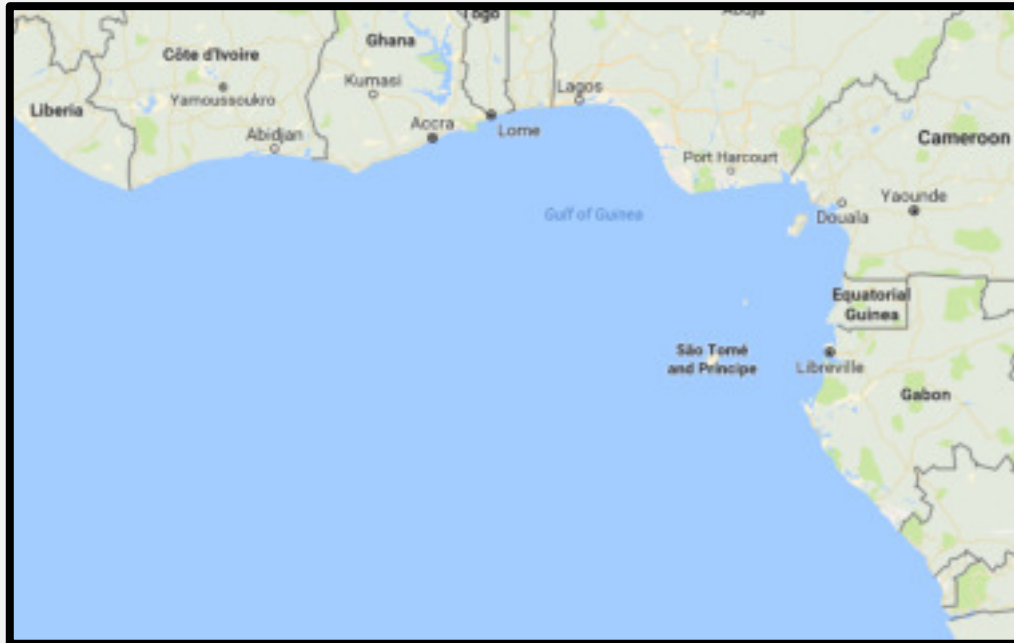 Togo
Abuja
Ghana
Côte d'Ivoire
Kumasi
Lagos
Yamoussoukro
Liberia
Accra
Lome
Abidjan
Cameroon
Port Harcourt
Yaounde
Douala
Gulf of Guinea
Equatorial
Guinea
São Tomé
and Príncipe
Libreville
Gabon